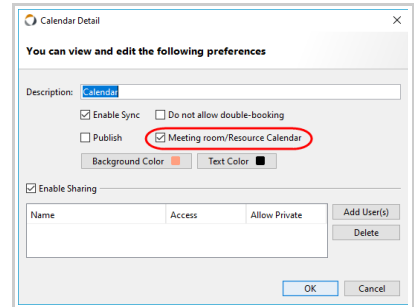 Calendar Detail
You can view and edit the following preferences
Description: Calendar
Enable Sync Do not allow double-booking
Publish Meeting room/Resource Calendar
Background Color Text Color
Enable Sharing
Name Access Allow Private Add User(s)
Delete
OK Cancel